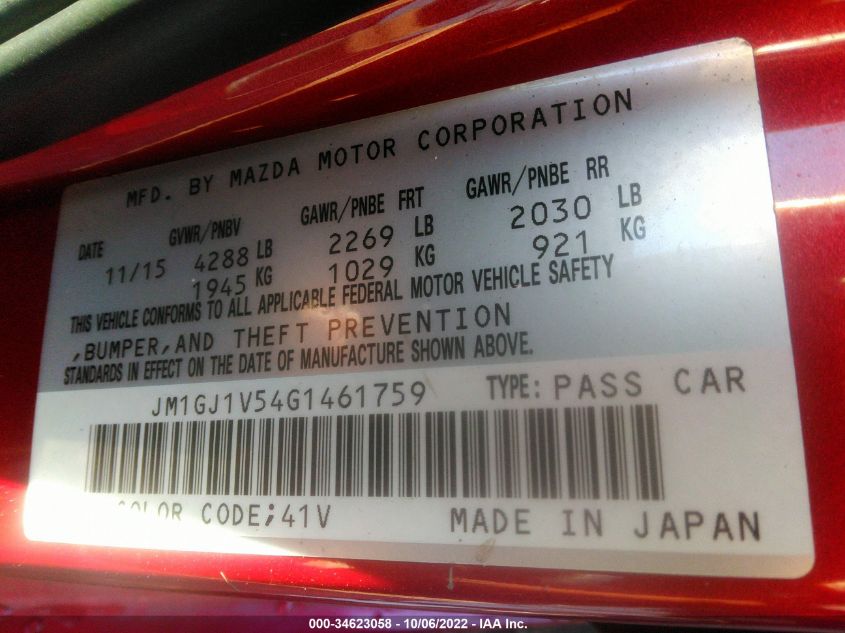 MFD. BY MAZDA MOTOR CORPORATION
DATE GVWR/PNBV GAWR/PNBE FRT GAWR/PNBE RR
11/15 4288 LB 2269 LB 2030 LB
1945 KG 1029 KG 921 KG
THIS VEHICLE CONFORMS TO ALL APPLICABLE FEDERAL MOTOR VEHICLE SAFETY
,BUMPER,AND THEFT PREVENTION
STANDARDS IN EFFECT ON THE DATE OF MANUFACTURE SHOWN ABOVE.
JM1GJ1V54G1461759 TYPE: PASS CAR
COLOR CODE;41V MADE IN JAPAN
000-34623058 - 10/06/2022 - IAA Inc.